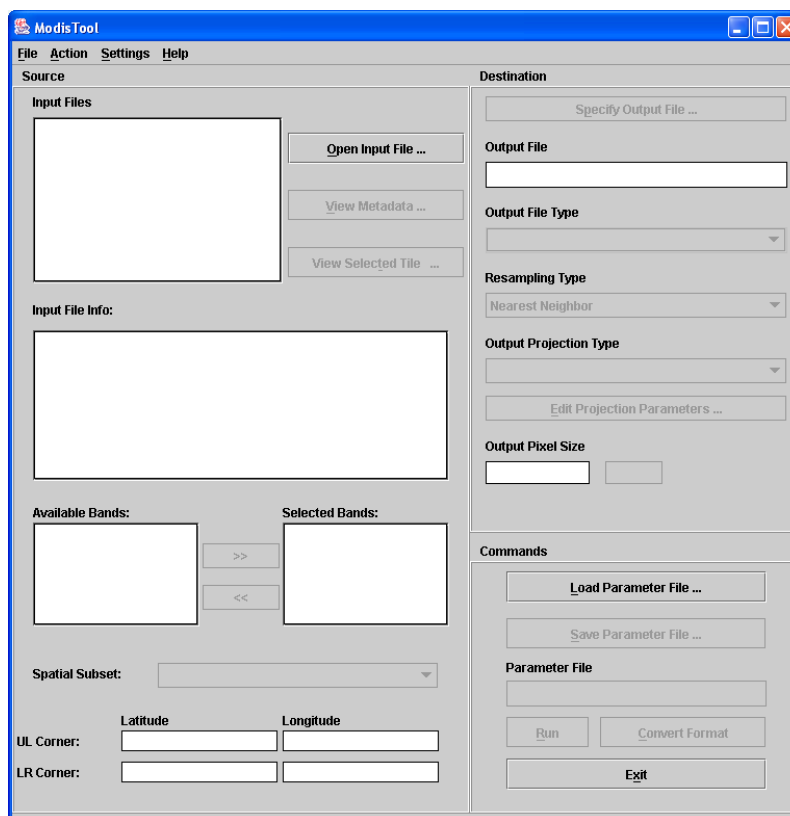 ModisTool
File Action Settings Help
Source
Input Files
Open Input File ...
View Metadata ...
View Selected Tile ...
Input File Info:
Available Bands:
Selected Bands:
>>
<<
Spatial Subset:
Latitude
Longitude
UL Corner:
LR Corner:
Destination
Specify Output File ...
Output File
Output File Type
Resampling Type
Nearest Neighbor
Output Projection Type
Edit Projection Parameters ...
Output Pixel Size
Commands
Load Parameter File ...
Save Parameter File ...
Parameter File
Run
Convert Format
Exit